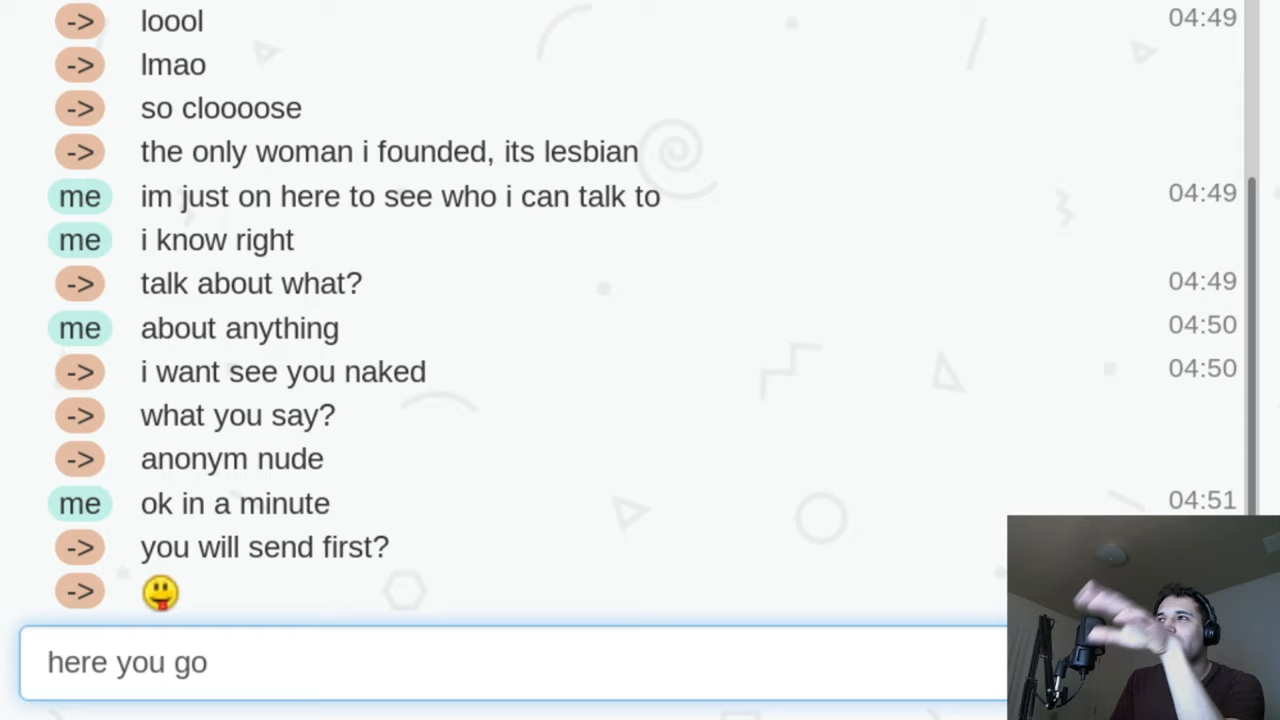 -> loool 04:49
-> lmao
-> so cloooose
-> the only woman i founded, its lesbian
me im just on here to see who i can talk to 04:49
me i know right
-> talk about what? 04:49
me about anything 04:50
-> i want see you naked 04:50
-> what you say?
-> anonym nude
me ok in a minute 04:51
-> you will send first?
-> 
here you go